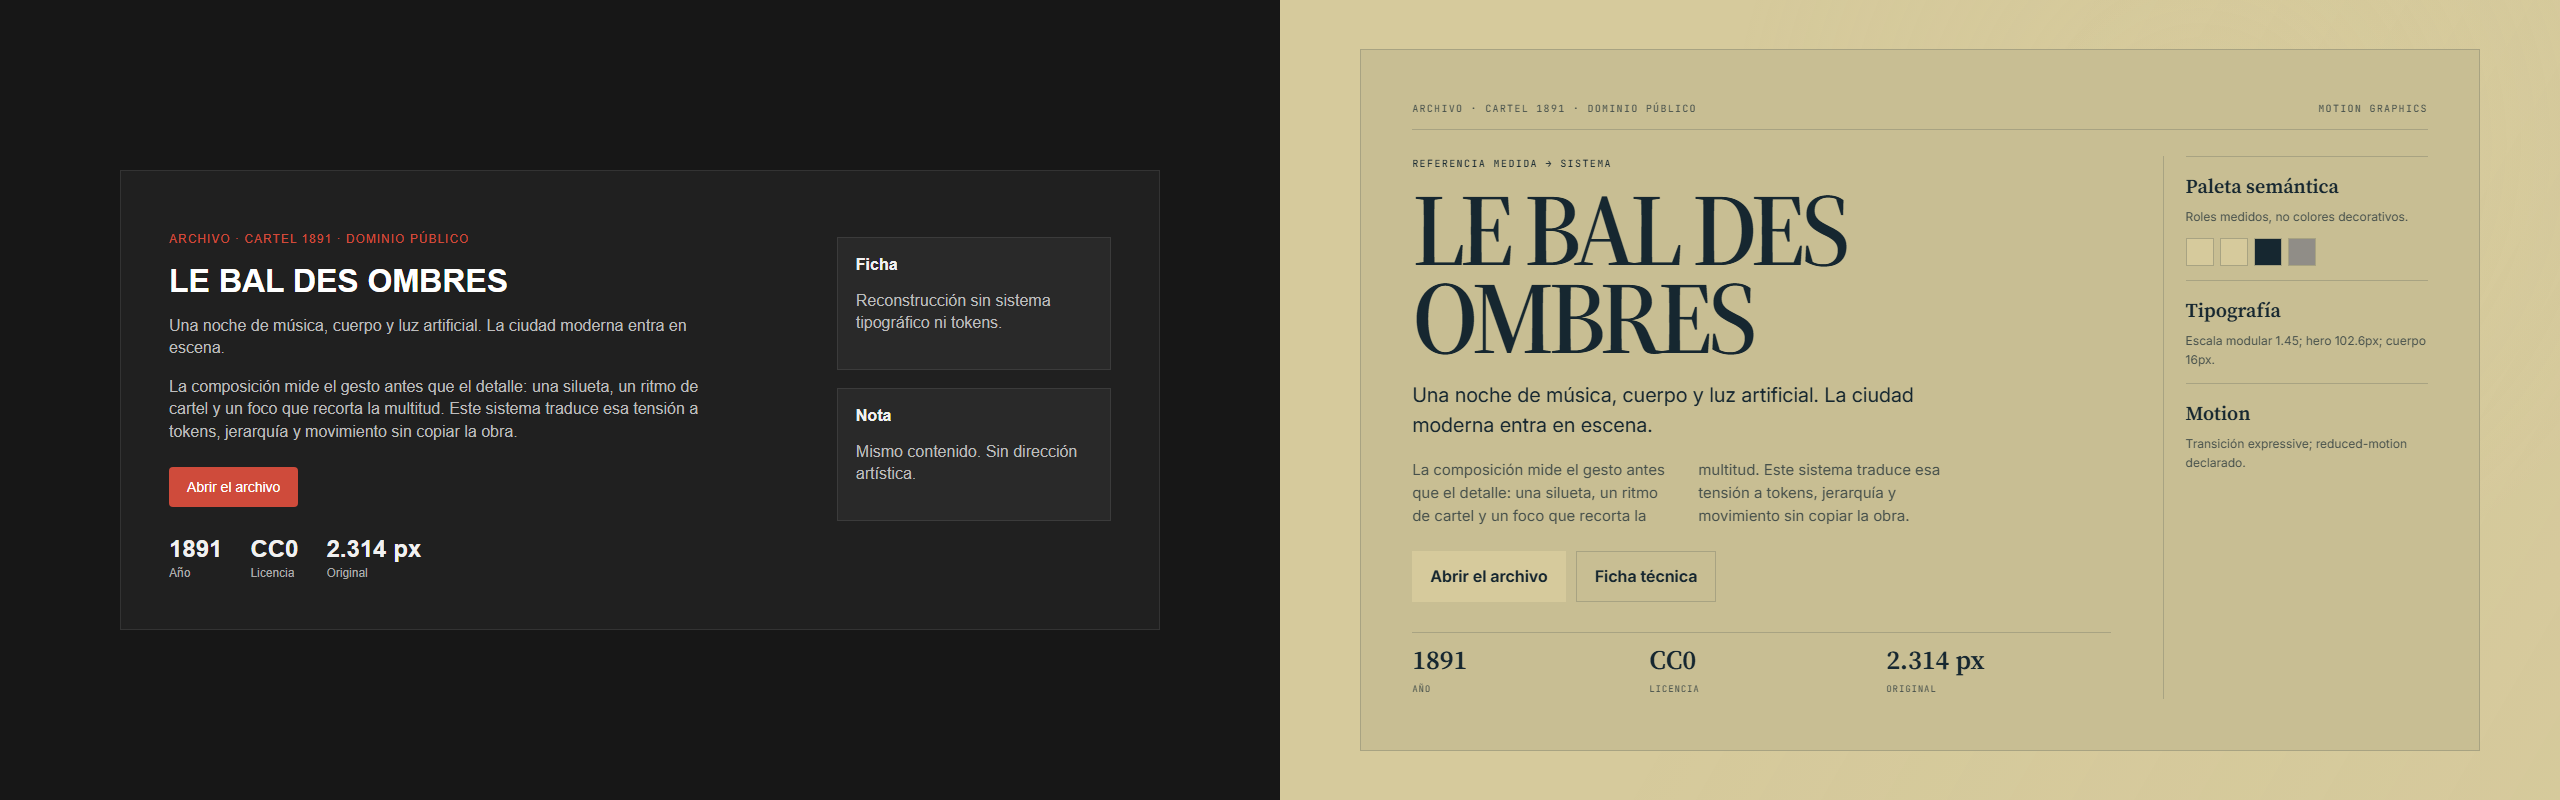 ARCHIVO · CARTEL 1891 · DOMINIO PÚBLICO
LE BAL DES OMBRES
Una noche de música, cuerpo y luz artificial. La ciudad moderna entra en
escena.
La composición mide el gesto antes que el detalle: una silueta, un ritmo de
cartel y un foco que recorta la multitud. Este sistema traduce esa tensión a
tokens, jerarquía y movimiento sin copiar la obra.
Abrir el archivo
1891 CC0 2.314 px
Año Licencia Original
Ficha
Reconstrucción sin sistema
tipográfico ni tokens.
Nota
Mismo contenido. Sin dirección
artística.
ARCHIVO · CARTEL 1891 · DOMINIO PÚBLICO
MOTION GRAPHICS
REFERENCIA MEDIDA → SISTEMA
LE BAL DES
OMBRES
Una noche de música, cuerpo y luz artificial. La ciudad
moderna entra en escena.
La composición mide el gesto antes
que el detalle: una silueta, un ritmo
de cartel y un foco que recorta la
multitud. Este sistema traduce esa
tensión a tokens, jerarquía y
movimiento sin copiar la obra.
Abrir el archivo
Ficha técnica
1891 CC0 2.314 px
AÑO LICENCIA ORIGINAL
Paleta semántica
Roles medidos, no colores decorativos.
Tipografía
Escala modular 1.45; hero 102.6px; cuerpo
16px.
Motion
Transición expressive; reduced-motion
declarado.